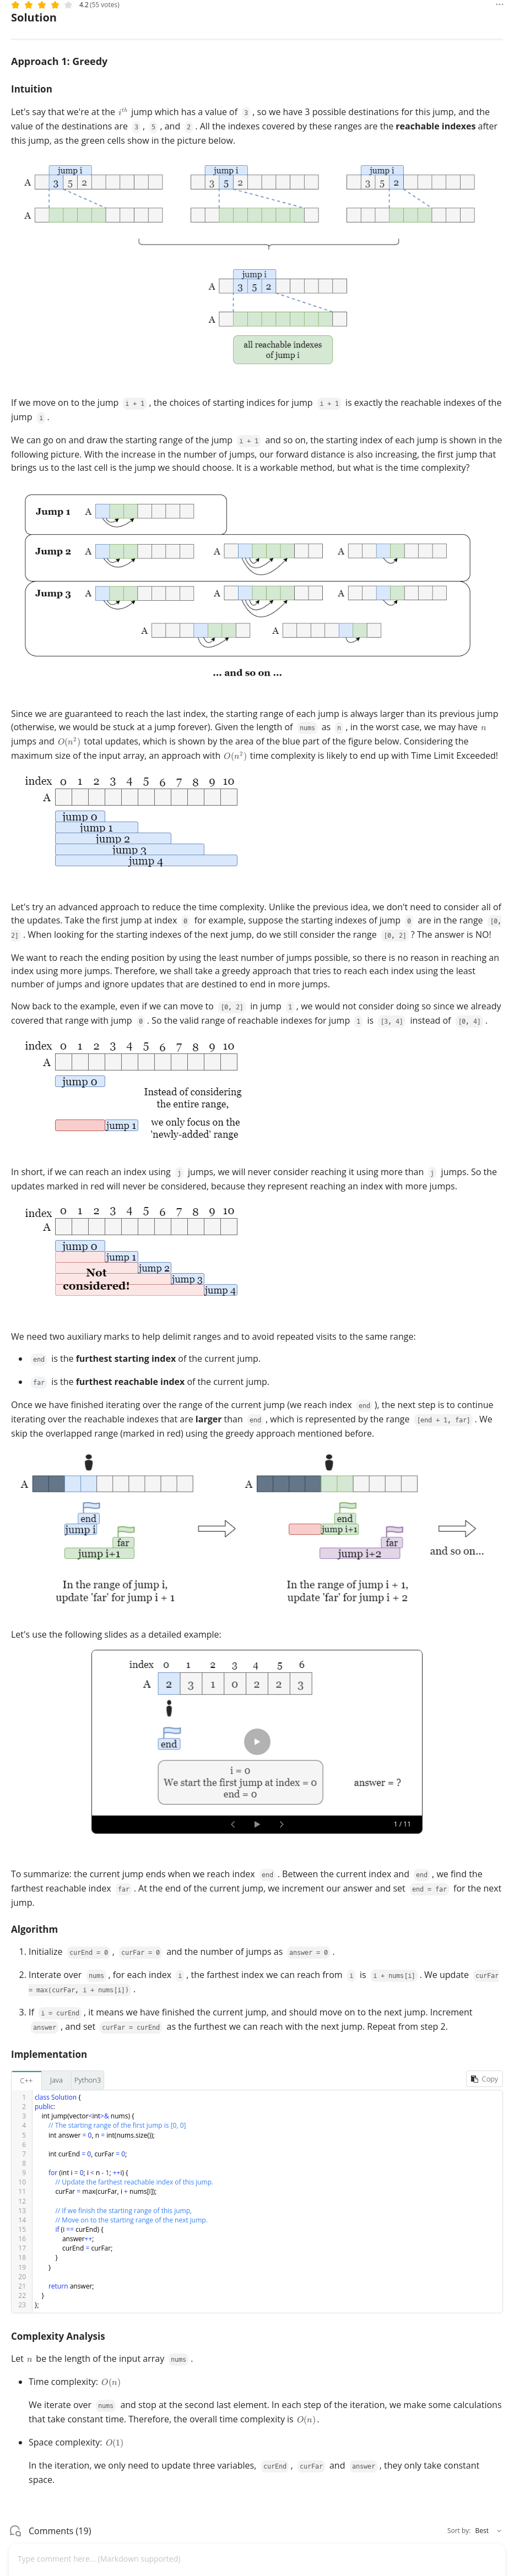 4.2 (55 votes)
Solution
Approach 1: Greedy
Intuition
Let's say that we're at the i^th jump which has a value of 3 , so we have 3 possible destinations for this jump, and the
value of the destinations are 3 , 5 , and 2 . All the indexes covered by these ranges are the reachable indexes after
this jump, as the green cells show in the picture below.
jump i jump i jump i
A 3 5 2 3 5 2 3 5 2
A
jump i
A 3 5 2
A
all reachable indexes
of jump i
If we move on to the jump i + 1 , the choices of starting indices for jump i + 1 is exactly the reachable indexes of the
jump i .
We can go on and draw the starting range of the jump i + 1 and so on, the starting index of each jump is shown in the
following picture. With the increase in the number of jumps, our forward distance is also increasing, the first jump that
brings us to the last cell is the jump we should choose. It is a workable method, but what is the time complexity?
Jump 1 A
Jump 2 A A A
Jump 3 A A A
A A
... and so on ...
Since we are guaranteed to reach the last index, the starting range of each jump is always larger than its previous jump
(otherwise, we would be stuck at a jump forever). Given the length of nums as n , in the worst case, we may have n
jumps and O(n²) total updates, which is shown by the area of the blue part of the figure below. Considering the
maximum size of the input array, an approach with O(n²) time complexity is likely to end up with Time Limit Exceeded!
index 0 1 2 3 4 5 6 7 8 9 10
A
jump 0
jump 1
jump 2
jump 3
jump 4
Let's try an advanced approach to reduce the time complexity. Unlike the previous idea, we don't need to consider all of
the updates. Take the first jump at index 0 for example, suppose the starting indexes of jump 0 are in the range [0,
2] . When looking for the starting indexes of the next jump, do we still consider the range [0, 2] ? The answer is NO!
We want to reach the ending position by using the least number of jumps possible, so there is no reason in reaching an
index using more jumps. Therefore, we shall take a greedy approach that tries to reach each index using the least
number of jumps and ignore updates that are destined to end in more jumps.
Now back to the example, even if we can move to [0, 2] in jump 1 , we would not consider doing so since we already
covered that range with jump 0 . So the valid range of reachable indexes for jump 1 is [3, 4] instead of [0, 4] .
index 0 1 2 3 4 5 6 7 8 9 10
A
jump 0
Instead of considering
the entire range,
jump 1 we only focus on the
'newly-added' range
In short, if we can reach an index using j jumps, we will never consider reaching it using more than j jumps. So the
updates marked in red will never be considered, because they represent reaching an index with more jumps.
index 0 1 2 3 4 5 6 7 8 9 10
A
jump 0
jump 1
Not jump 2
considered! jump 3
jump 4
We need two auxiliary marks to help delimit ranges and to avoid repeated visits to the same range:
• end is the furthest starting index of the current jump.
• far is the furthest reachable index of the current jump.
Once we have finished iterating over the range of the current jump (we reach index end ), the next step is to continue
iterating over the reachable indexes that are larger than end , which is represented by the range [end + 1, far] . We
skip the overlapped range (marked in red) using the greedy approach mentioned before.
A A
end end
jump i jump i+1
far far
jump i+1 jump i+2 and so on...
In the range of jump i, In the range of jump i + 1,
update 'far' for jump i + 1 update 'far' for jump i + 2
Let's use the following slides as a detailed example:
index 0 1 2 3 4 5 6
A 2 3 1 0 2 2 3
end
i = 0
We start the first jump at index = 0 answer = ?
end = 0
1 / 11
To summarize: the current jump ends when we reach index end . Between the current index and end , we find the
farthest reachable index far . At the end of the current jump, we increment our answer and set end = far for the next
jump.
Algorithm
1. Initialize curEnd = 0 , curFar = 0 and the number of jumps as answer = 0 .
2. Interate over nums , for each index i , the farthest index we can reach from i is i + nums[i] . We update curFar
= max(curFar, i + nums[i]) .
3. If i = curEnd , it means we have finished the current jump, and should move on to the next jump. Increment
answer , and set curFar = curEnd as the furthest we can reach with the next jump. Repeat from step 2.
Implementation
C++ Java Python3 Copy
1 class Solution {
2 public:
3 int jump(vector<int>& nums) {
4 // The starting range of the first jump is [0, 0]
5 int answer = 0, n = int(nums.size());
6
7 int curEnd = 0, curFar = 0;
8
9 for (int i = 0; i < n - 1; ++i) {
10 // Update the farthest reachable index of this jump.
11 curFar = max(curFar, i + nums[i]);
12
13 // If we finish the starting range of this jump,
14 // Move on to the starting range of the next jump.
15 if (i == curEnd) {
16 answer++;
17 curEnd = curFar;
18 }
19 }
20
21 return answer;
22 }
23 };
Complexity Analysis
Let n be the length of the input array nums .
• Time complexity: O(n)
We iterate over nums and stop at the second last element. In each step of the iteration, we make some calculations
that take constant time. Therefore, the overall time complexity is O(n).
• Space complexity: O(1)
In the iteration, we only need to update three variables, curEnd , curFar and answer , they only take constant
space.
Comments (19) Sort by: Best
Type comment here... (Markdown supported)